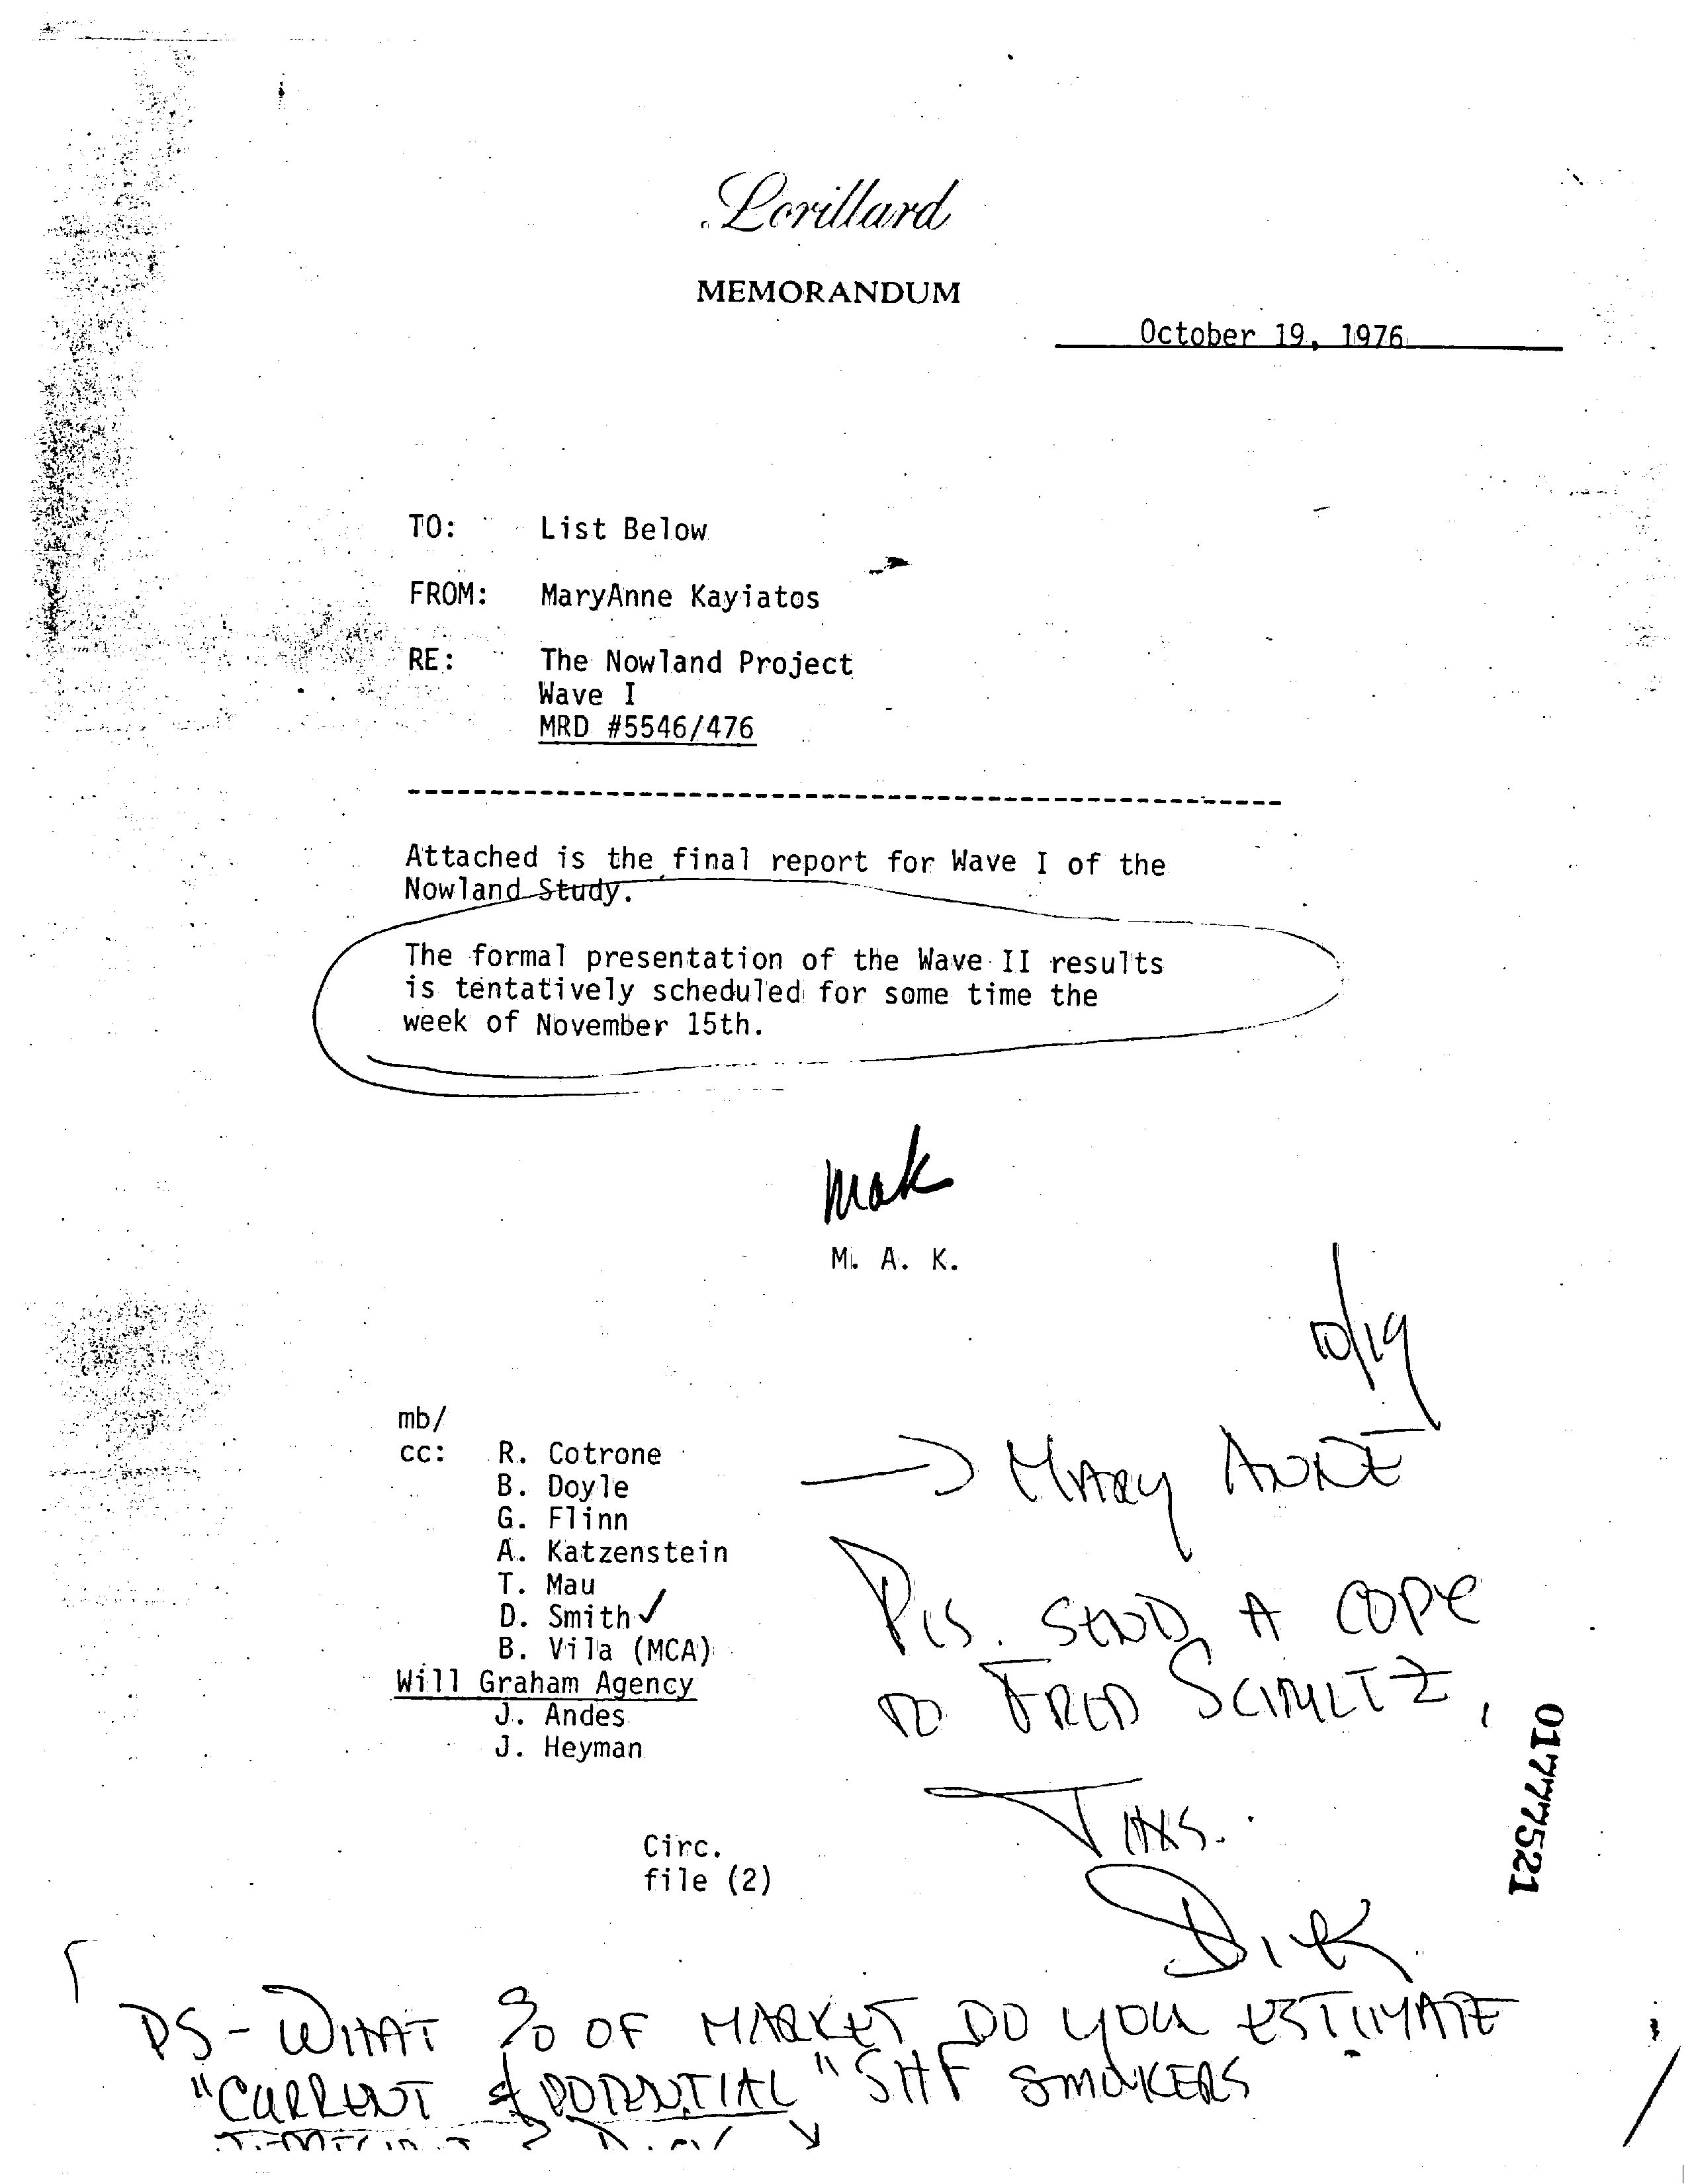 Lorillard
MEMORANDUM
October 19, 1976
TO: List Below
FROM: MaryAnne Kayiatos
RE: The Nowland Project
Wave I
MRD #5546/476
Attached is the final report for Wave I of the
Nowland Study.
The formal presentation of the Wave II results
is tentatively scheduled for some time the
week of November 15th.
mak
M. A. K.
10/19
mb/
cc: R. Cotrone
B. Doyle
G. Flinn
A. Katzenstein
T. Mau
D. Smith ✓
B. Vila (MCA)
Will Graham Agency
J. Andes
J. Heyman
Circ.
file (2)
→ MARY ANNE
PLS. SEND A COPY
TO FRED
THKS.
DICK
01777521
PS - WHAT % OF MARKET DO YOU ESTIMATE
"CURRENT & POTENTIAL" SHF SMOKERS